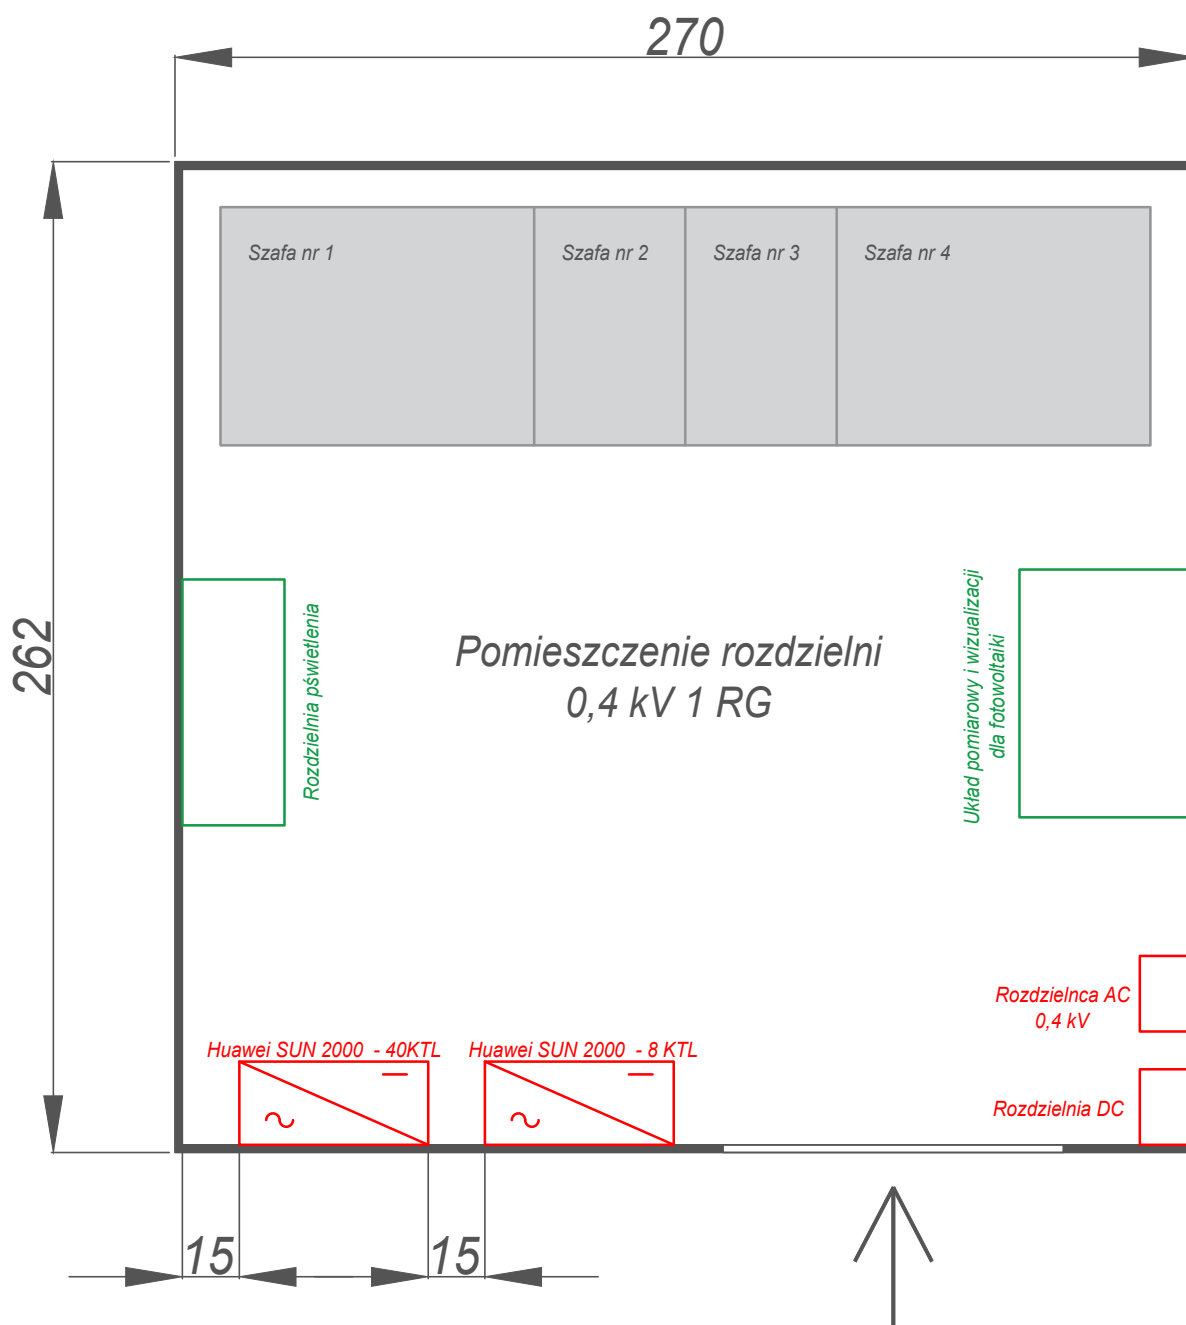 270
Szafa nr 1
Szafa nr 2
Szafa nr 3
Szafa nr 4
262
Rozdzielnia pświetlenia
Pomieszczenie rozdzielni
0,4 kV 1 RG
Układ pomiarowy i wizualizacji
dla fotowoltaiki
Rozdzielnca AC
0,4 kV
Huawei SUN 2000 - 40KTL
Huawei SUN 2000 - 8 KTL
Rozdzielnia DC
15
15